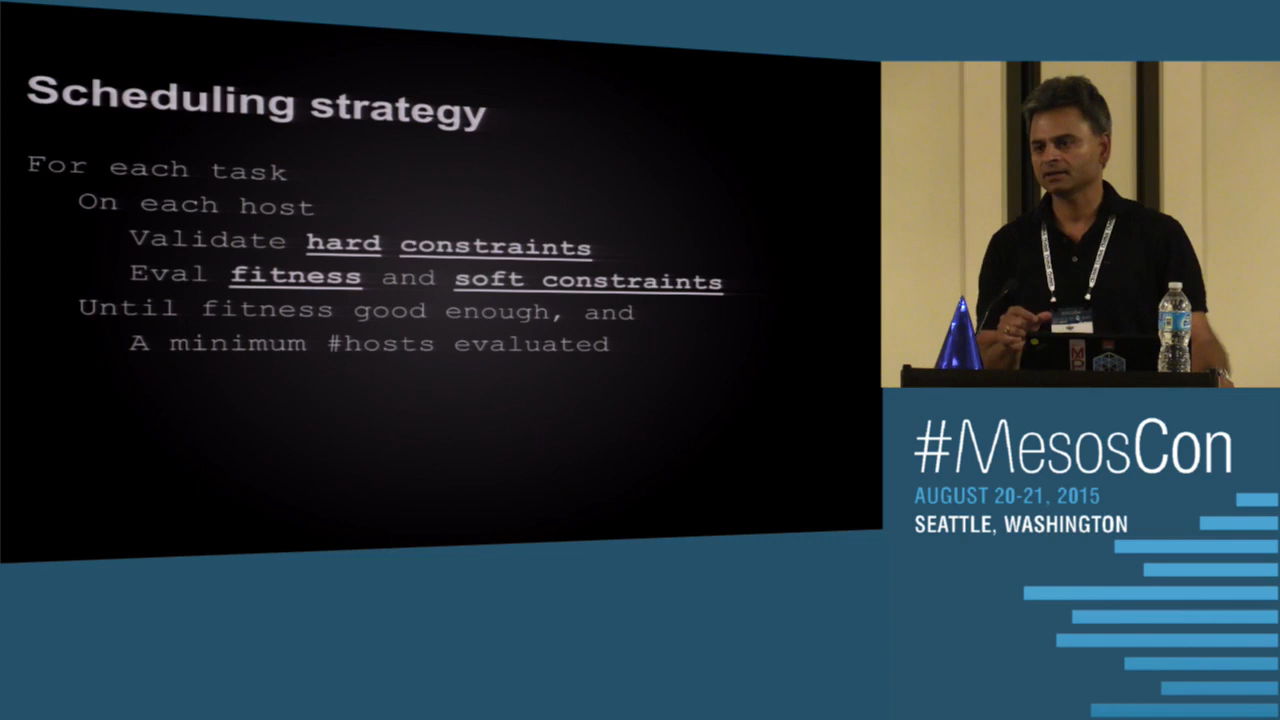 Scheduling strategy
For each task
On each host
Validate hard constraints
Eval fitness and soft constraints
Until fitness good enough, and
A minimum #hosts evaluated
#MesosCon
AUGUST 20-21, 2015
SEATTLE, WASHINGTON